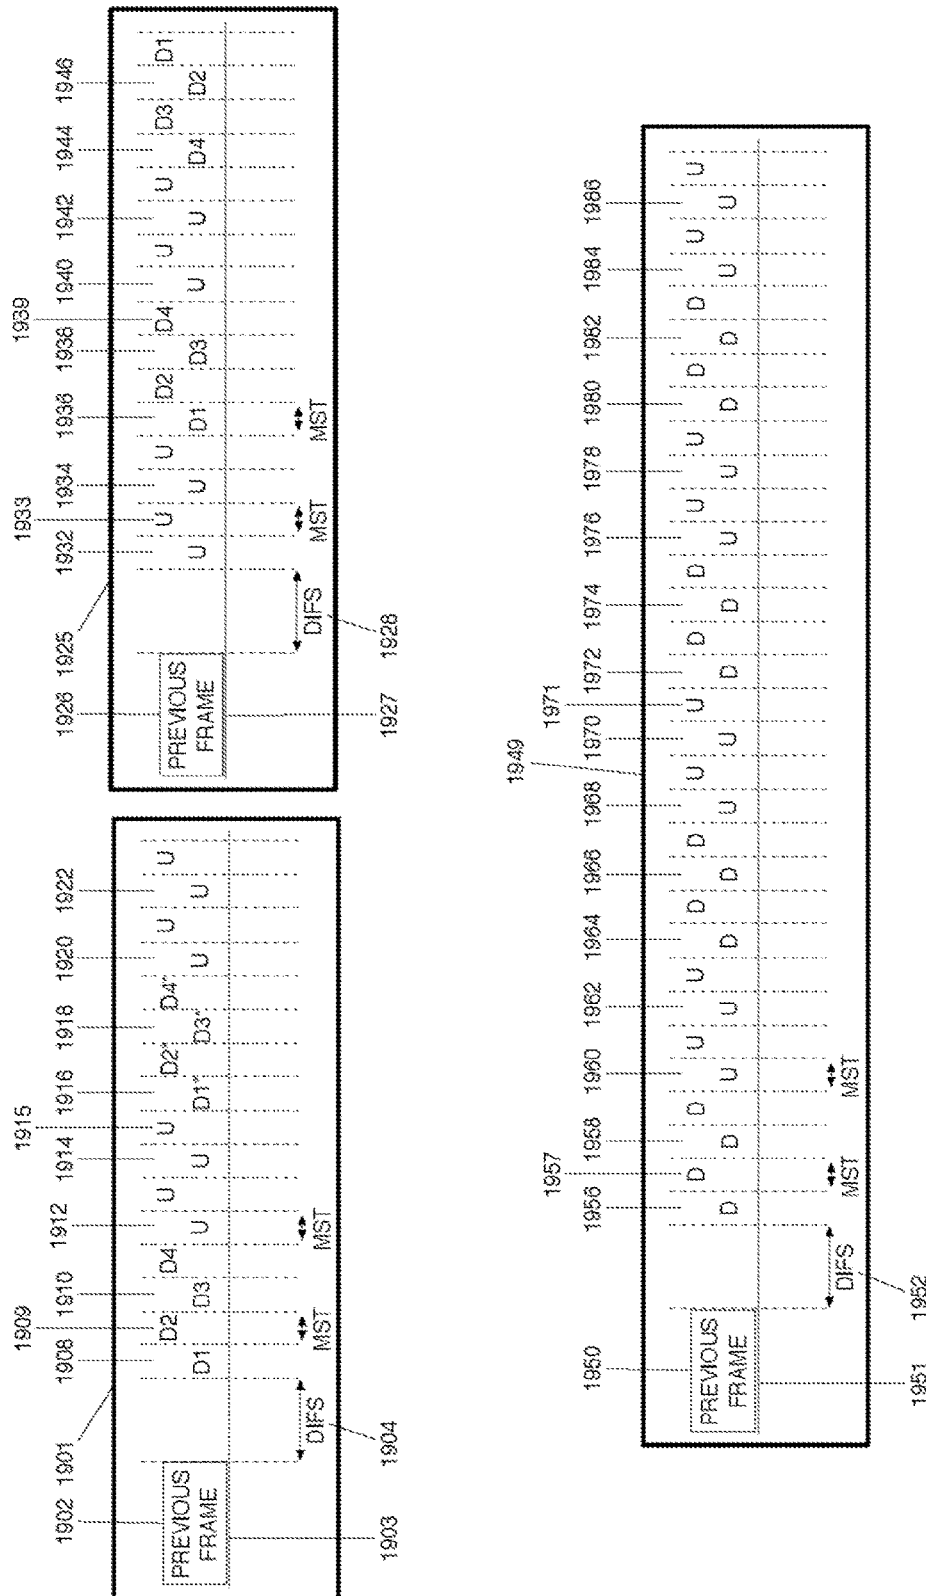 1902 1901 1908 1909 1910 1912 1914 1915 1916 1918 1920 1922
PREVIOUS
FRAME
D2 D4 U U D2" D4" U U
D1 D3 U U D1" D3" U U
DIFS MST MST
1903 1904
1926 1925 1932 1933 1934 1936 1938 1939 1940 1942 1944 1946
PREVIOUS
FRAME
U U D2 D4 U U D3 D1
U U D1 D3 U U D4 D2
DIFS MST MST
1927 1928
1949
1950 1956 1957 1958 1960 1962 1964 1966 1968 1970 1971 1972 1974 1976 1978 1980 1982 1984 1986
PREVIOUS
FRAME
D D U U D D U U D D U U D D U U
D D U U D D U U D D U U D D U U
DIFS MST MST
1951 1952